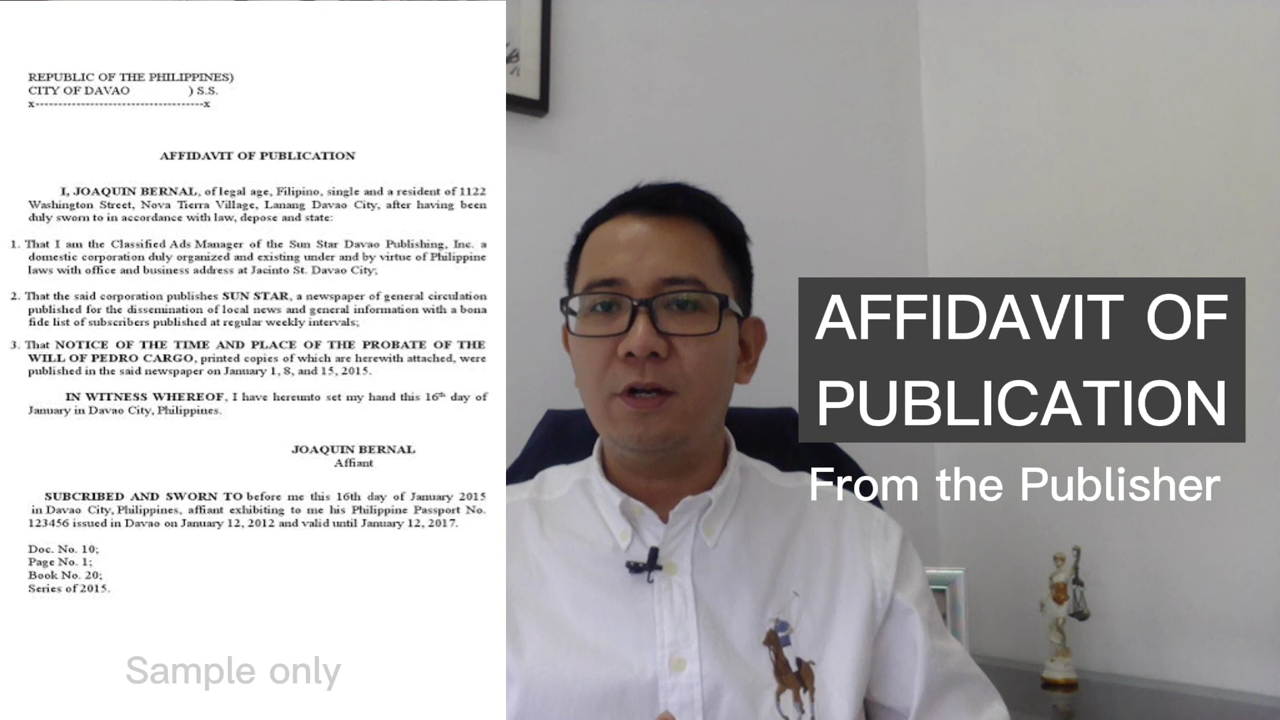 REPUBLIC OF THE PHILIPPINES)
CITY OF DAVAO ) S.S.
x-------------------------------------x
AFFIDAVIT OF PUBLICATION
I, JOAQUIN BERNAL, of legal age, Filipino, single and a resident of 1122
Washington Street, Nova Tierra Village, Lanang Davao City, after having been
duly sworn to in accordance with law, depose and state:
1. That I am the Classified Ads Manager of the Sun Star Davao Publishing, Inc. a
domestic corporation duly organized and existing under and by virtue of Philippine
laws with office and business address at Jacinto St. Davao City;
2. That the said corporation publishes SUN STAR, a newspaper of general circulation
published for the dissemination of local news and general information with a bona
fide list of subscribers published at regular weekly intervals;
3. That NOTICE OF THE TIME AND PLACE OF THE PROBATE OF THE
WILL OF PEDRO CARGO, printed copies of which are herewith attached, were
published in the said newspaper on January 1, 8, and 15, 2015.
IN WITNESS WHEREOF, I have hereunto set my hand this 16th day of
January in Davao City, Philippines.
JOAQUIN BERNAL
Affiant
SUBCRIBED AND SWORN TO before me this 16th day of January 2015
in Davao City, Philippines, affiant exhibiting to me his Philippine Passport No.
123456 issued in Davao on January 12, 2012 and valid until January 12, 2017.
Doc. No. 10;
Page No. 1;
Book No. 20;
Series of 2015.
Sample only
AFFIDAVIT OF
PUBLICATION
From the Publisher